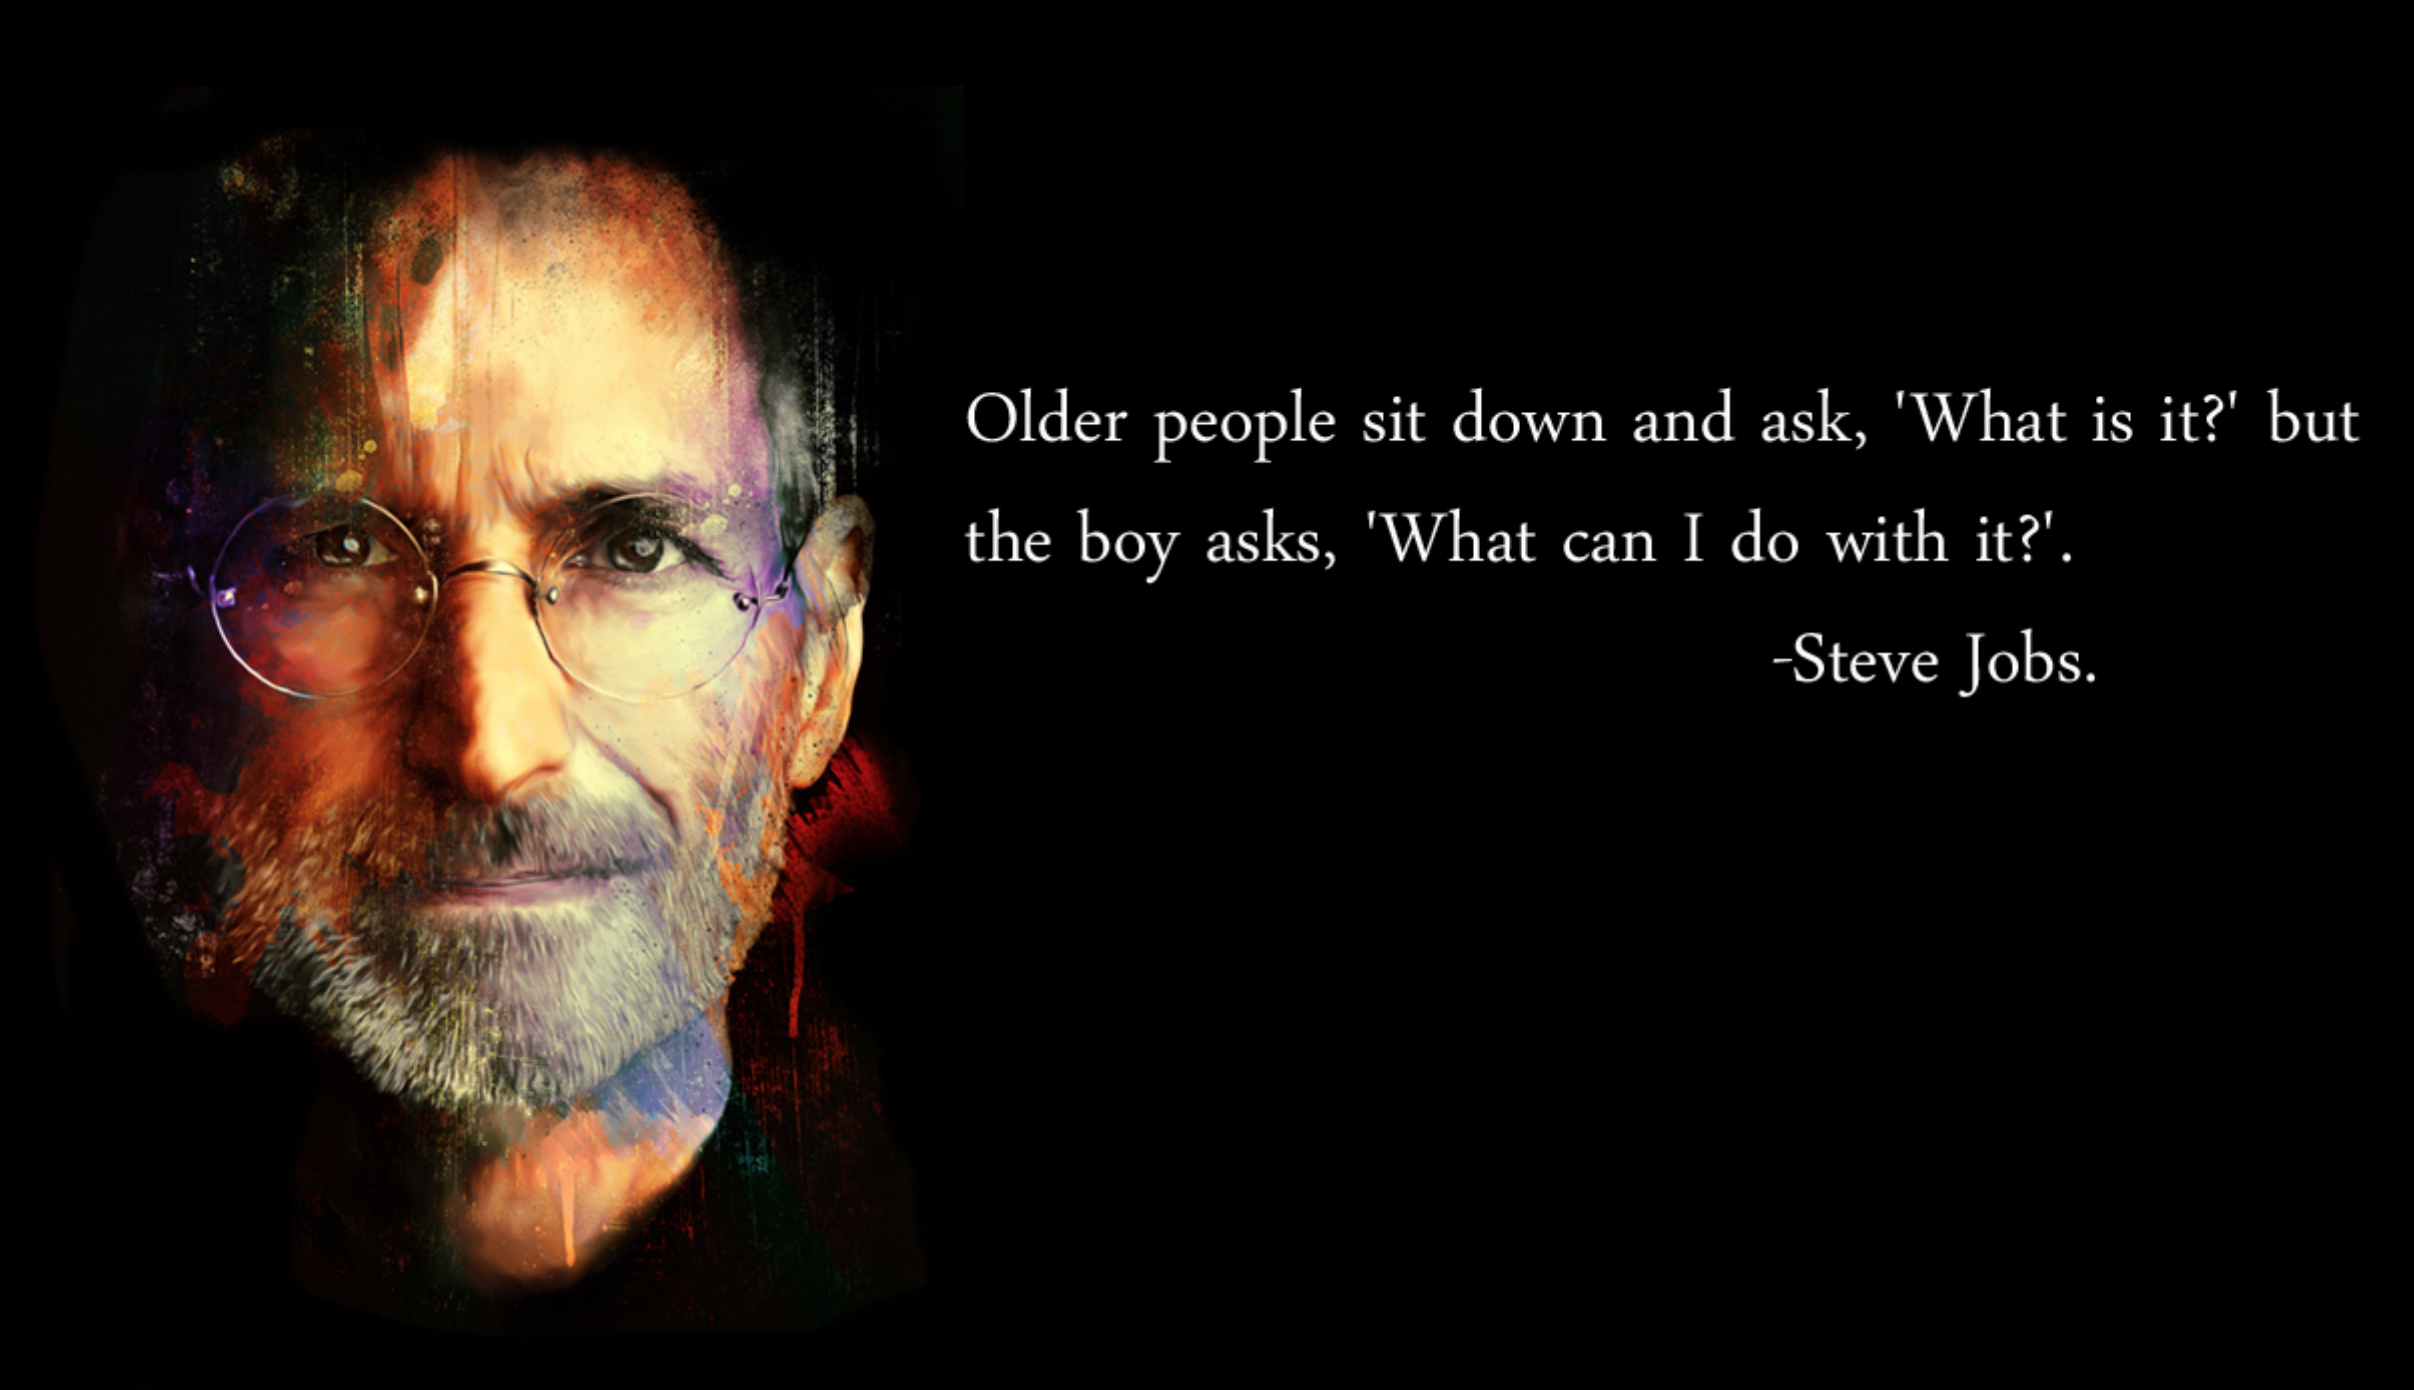 Older people sit down and ask, 'What is it?' but
the boy asks, 'What can I do with it?'.
-Steve Jobs.